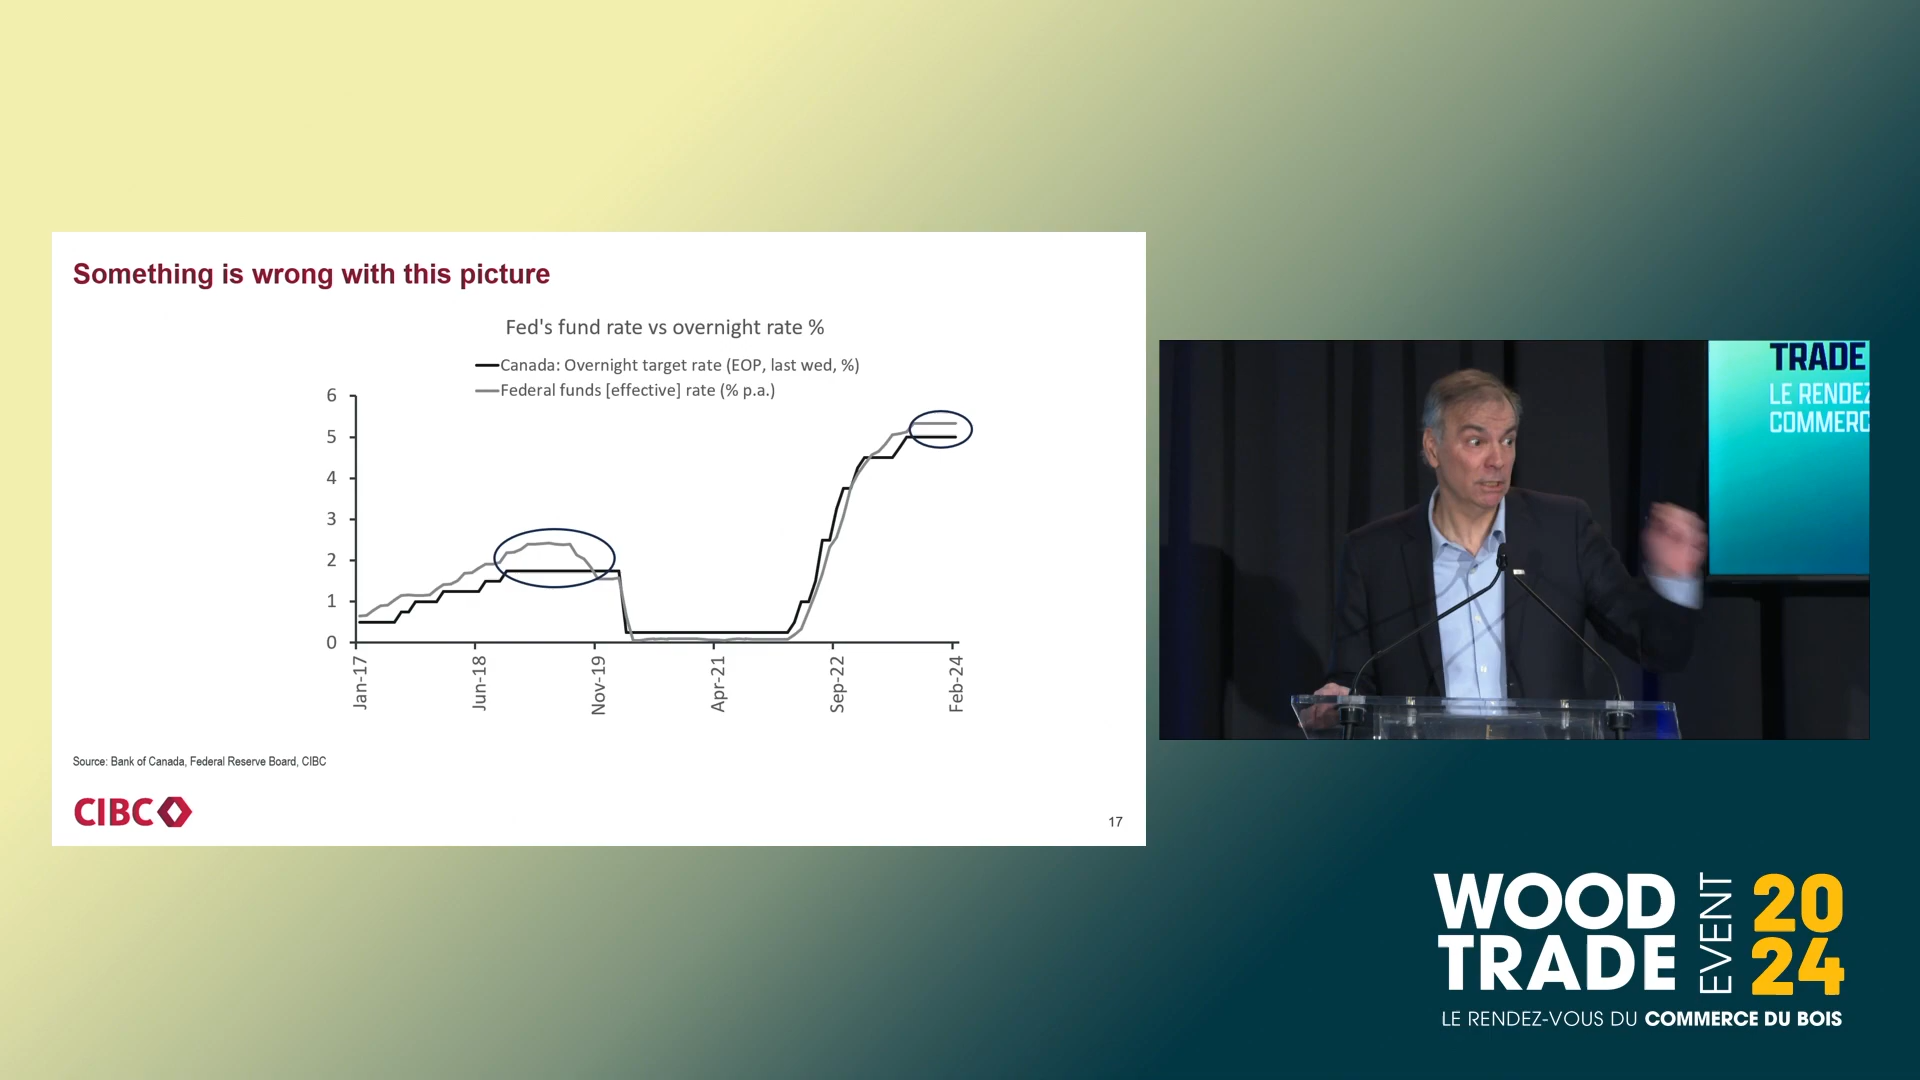 Something is wrong with this picture
Fed's fund rate vs overnight rate %
Canada: Overnight target rate (EOP, last wed, %)
Federal funds [effective] rate (% p.a.)
6
5
4
3
2
1
0
Jan-17
Jun-18
Nov-19
Apr-21
Sep-22
Feb-24
Source: Bank of Canada, Federal Reserve Board, CIBC
CIBC
17
TRADE
LE RENDEZ
COMMERC
WOOD
TRADE
EVENT
20
24
LE RENDEZ-VOUS DU COMMERCE DU BOIS